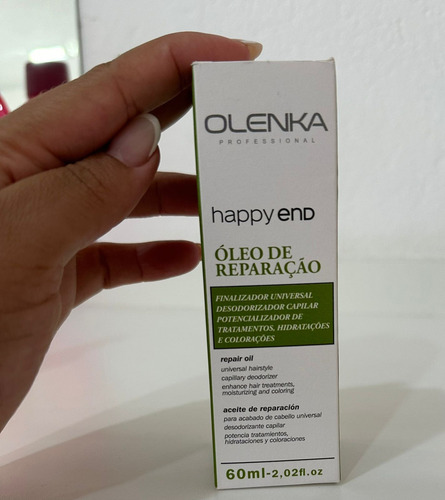 OLENKA
PROFESSIONAL
happy end
ÓLEO DE
REPARAÇÃO
FINALIZADOR UNIVERSAL
DESODORIZADOR CAPILAR
POTENCIALIZADOR DE
TRATAMENTOS, HIDRATAÇÕES
E COLORAÇÕES
repair oil
universal hairstyle
capillary deodorizer
enhance hair treatments,
moisturizing and coloring
aceite de reparación
para acabado de cabello universal
desodorizante capilar
potencia tratamientos,
hidrataciones y coloraciones
60ml-2,02fl.oz